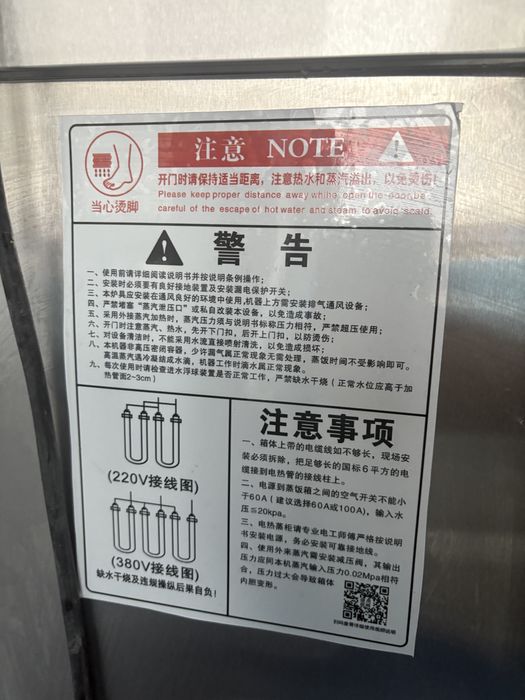 注意 NOTE
当心烫脚
开门时请保持适当距离，注意热水和蒸汽溢出，以免烫伤！
Please keep proper distance away while open the door,be
careful of the escape of hot water and steam to avoid scald
警告
一、使用前请详细阅读说明书并按说明条例操作；
二、安装时必须要有良好接地装置及安装漏电保护开关；
三、本炉具应安装在通风良好的环境中使用,机器上方需安装排气通风设备；
四、严禁堵塞“蒸汽泄压口”或私自改装本设备，以免造成事故；
五、采用外接蒸汽加热时，蒸汽压力须与说明书标称压力相符，严禁超压使用；
六、开门时注意蒸汽、热水，先开下门扣，后开上门扣，以防烫伤；
七、设备清洁时，不能采用水流直接喷射清洗，以免造成损坏；
八、本机器非高压密闭容器，少许漏气属正常现象无需处理，蒸饭时间不受影响即可。
高温蒸汽遇冷凝结成水滴，机器工作时滴水属正常现象。
九、每次使用时请检查进水浮球装置是否正常工作，严禁缺水干烧（正常水位应高于加
热管面2~3cm）
(220V接线图)
(380V接线图)
缺水干烧及违规操纵后果自负！
注意事项
一、箱体上带的电缆线如不够长，现场安
装必须拆除，把足够长的国标6平方的电
缆接到电热管的接线柱上。
二、电源到蒸饭箱之间的空气开关不能小
于60A（建议选择60A或100A），输入水
压≦20kpa。
三、电热蒸柜请专业电工师傅严格按说明
书安装电源，务必安装可靠接地线。
四、使用外来蒸汽需安装减压阀，其输出
压力应同本机蒸汽输入压力0.02Mpa相符
合，压力过大会导致箱体
内胆变形。
扫码查看详细使用视频说明